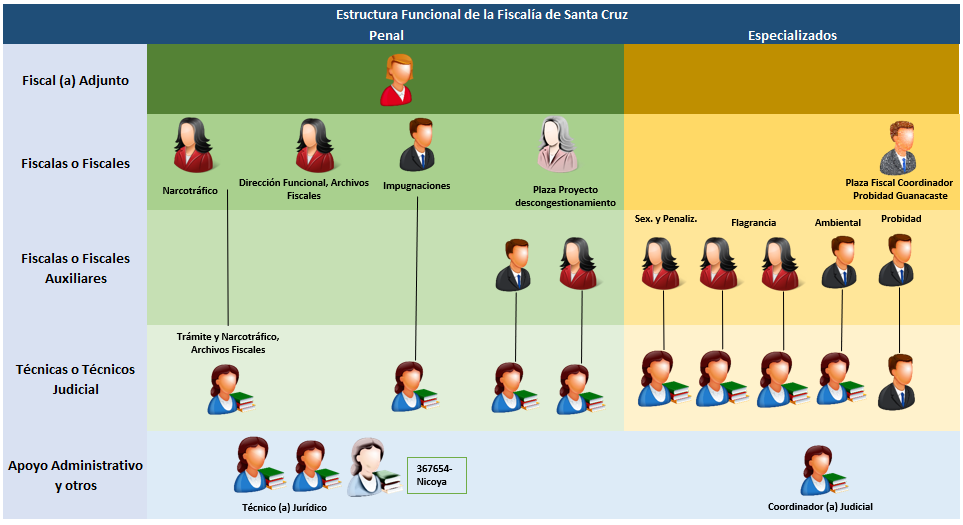 Estructura Funcional de la Fiscalía de Santa Cruz
Penal
Especializados
Fiscal (a) Adjunto
Fiscalas o Fiscales
Narcotráfico
Dirección Funcional, Archivos
Fiscales
Impugnaciones
Plaza Proyecto
descongestionamiento
Plaza Fiscal Coordinador
Probidad Guanacaste
Fiscalas o Fiscales
Auxiliares
Sex. y Penaliz.
Flagrancia
Ambiental
Probidad
Técnicas o Técnicos
Judicial
Trámite y Narcotráfico,
Archivos Fiscales
Apoyo Administrativo
y otros
Técnico (a) Jurídico
367654-
Nicoya
Coordinador (a) Judicial